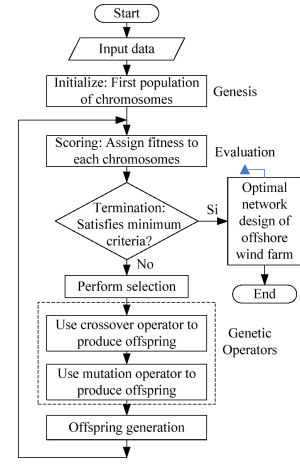 Start
Input data
Initialize: First population
of chromosomes
Genesis
Scoring: Assign fitness to
each chromosomes
Evaluation
Termination:
Satisfies minimum
criteria?
Si
Optimal
network
design of
offshore
wind farm
End
No
Perform selection
Use crossover operator to
produce offspring
Use mutation operator to
produce offspring
Genetic
Operators
Offspring generation